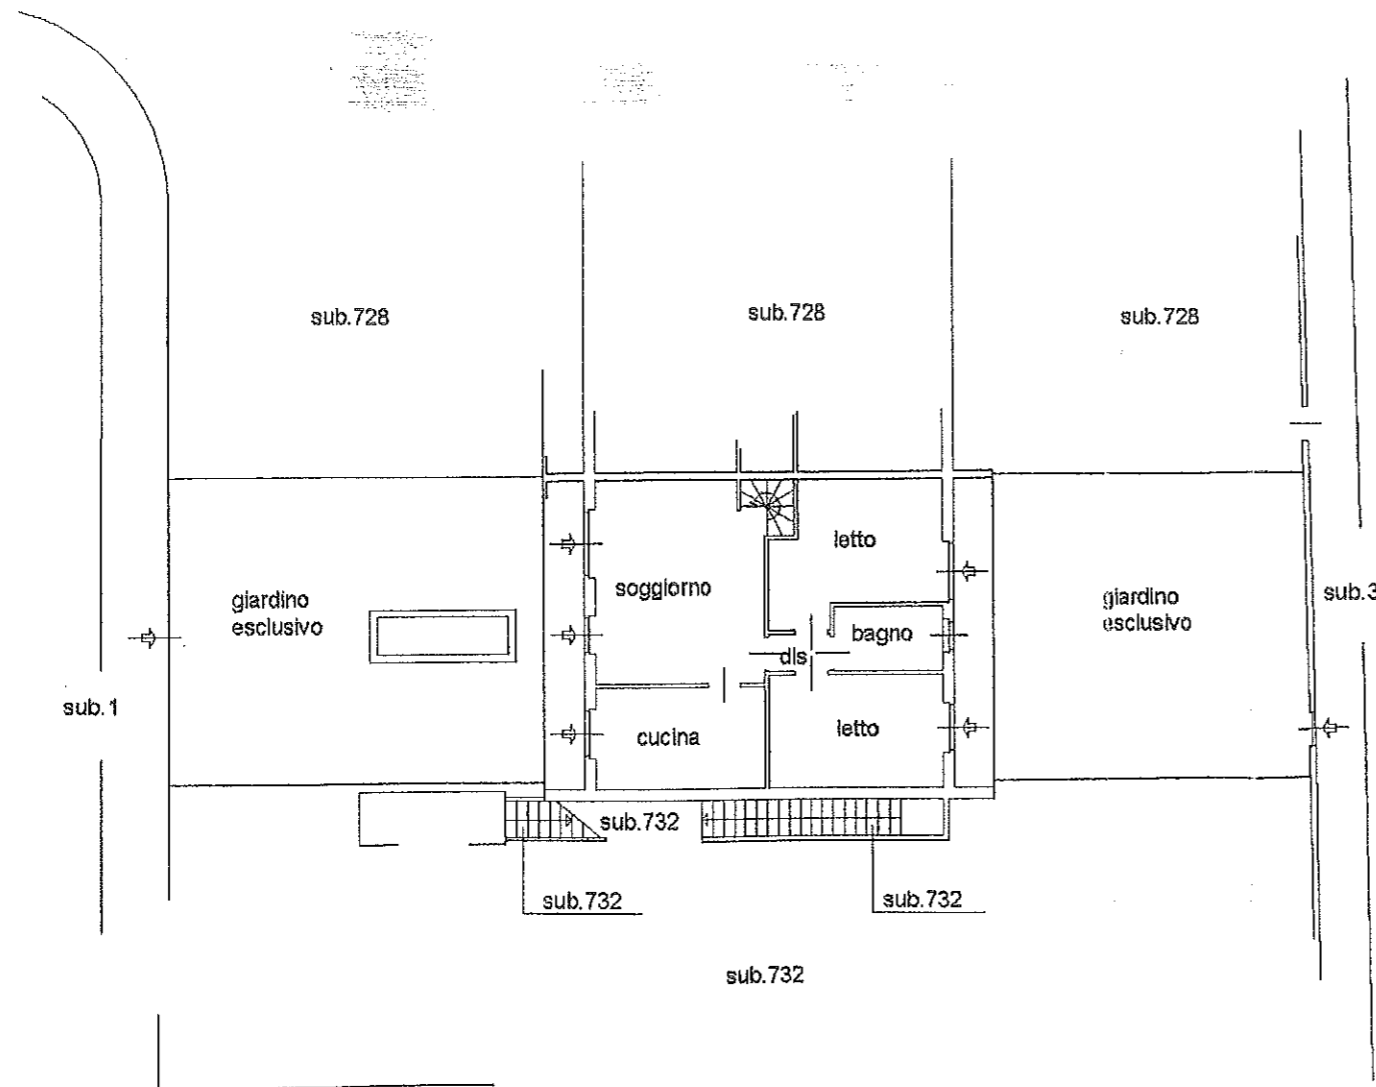 sub.728
sub.728
sub.728
letto
soggiorno
giardino
esclusivo
giardino
esclusivo
sub.3
bagno
dis
sub.1
cucina
letto
sub.732
sub.732
sub.732
sub.732